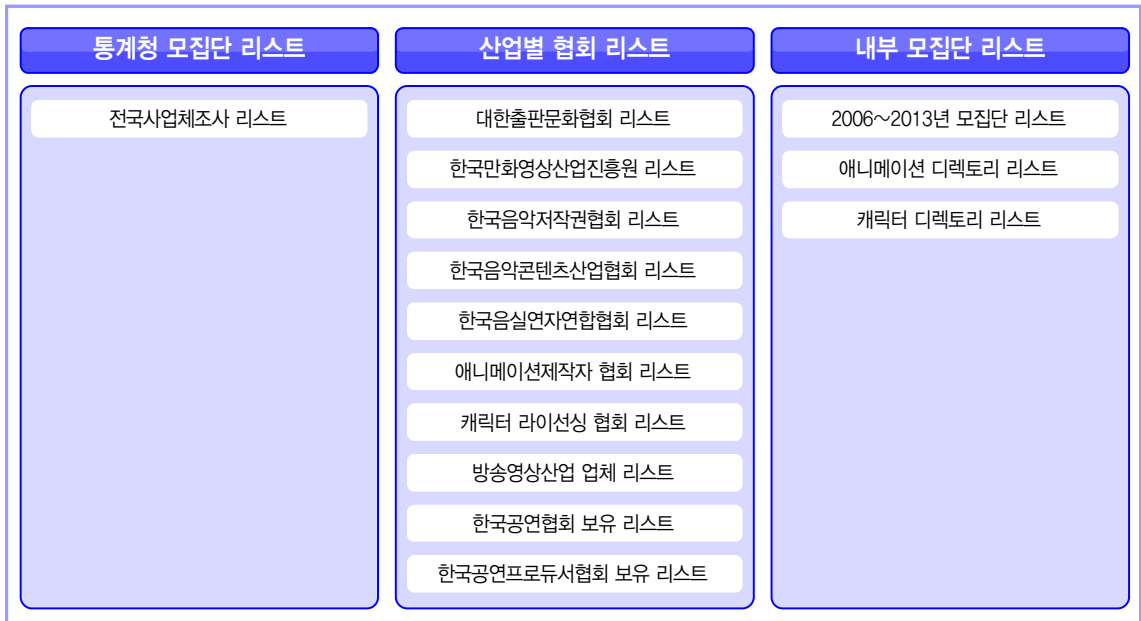 통계청 모집단 리스트
전국사업체조사 리스트
산업별 협회 리스트
대한출판문화협회 리스트
한국만화영상산업진흥원 리스트
한국음악저작권협회 리스트
한국음악콘텐츠산업협회 리스트
한국음실연자연합협회 리스트
애니메이션제작자 협회 리스트
캐릭터 라이선싱 협회 리스트
방송영상산업 업체 리스트
한국공연협회 보유 리스트
한국공연프로듀서협회 보유 리스트
내부 모집단 리스트
2006~2013년 모집단 리스트
애니메이션 디렉토리 리스트
캐릭터 디렉토리 리스트